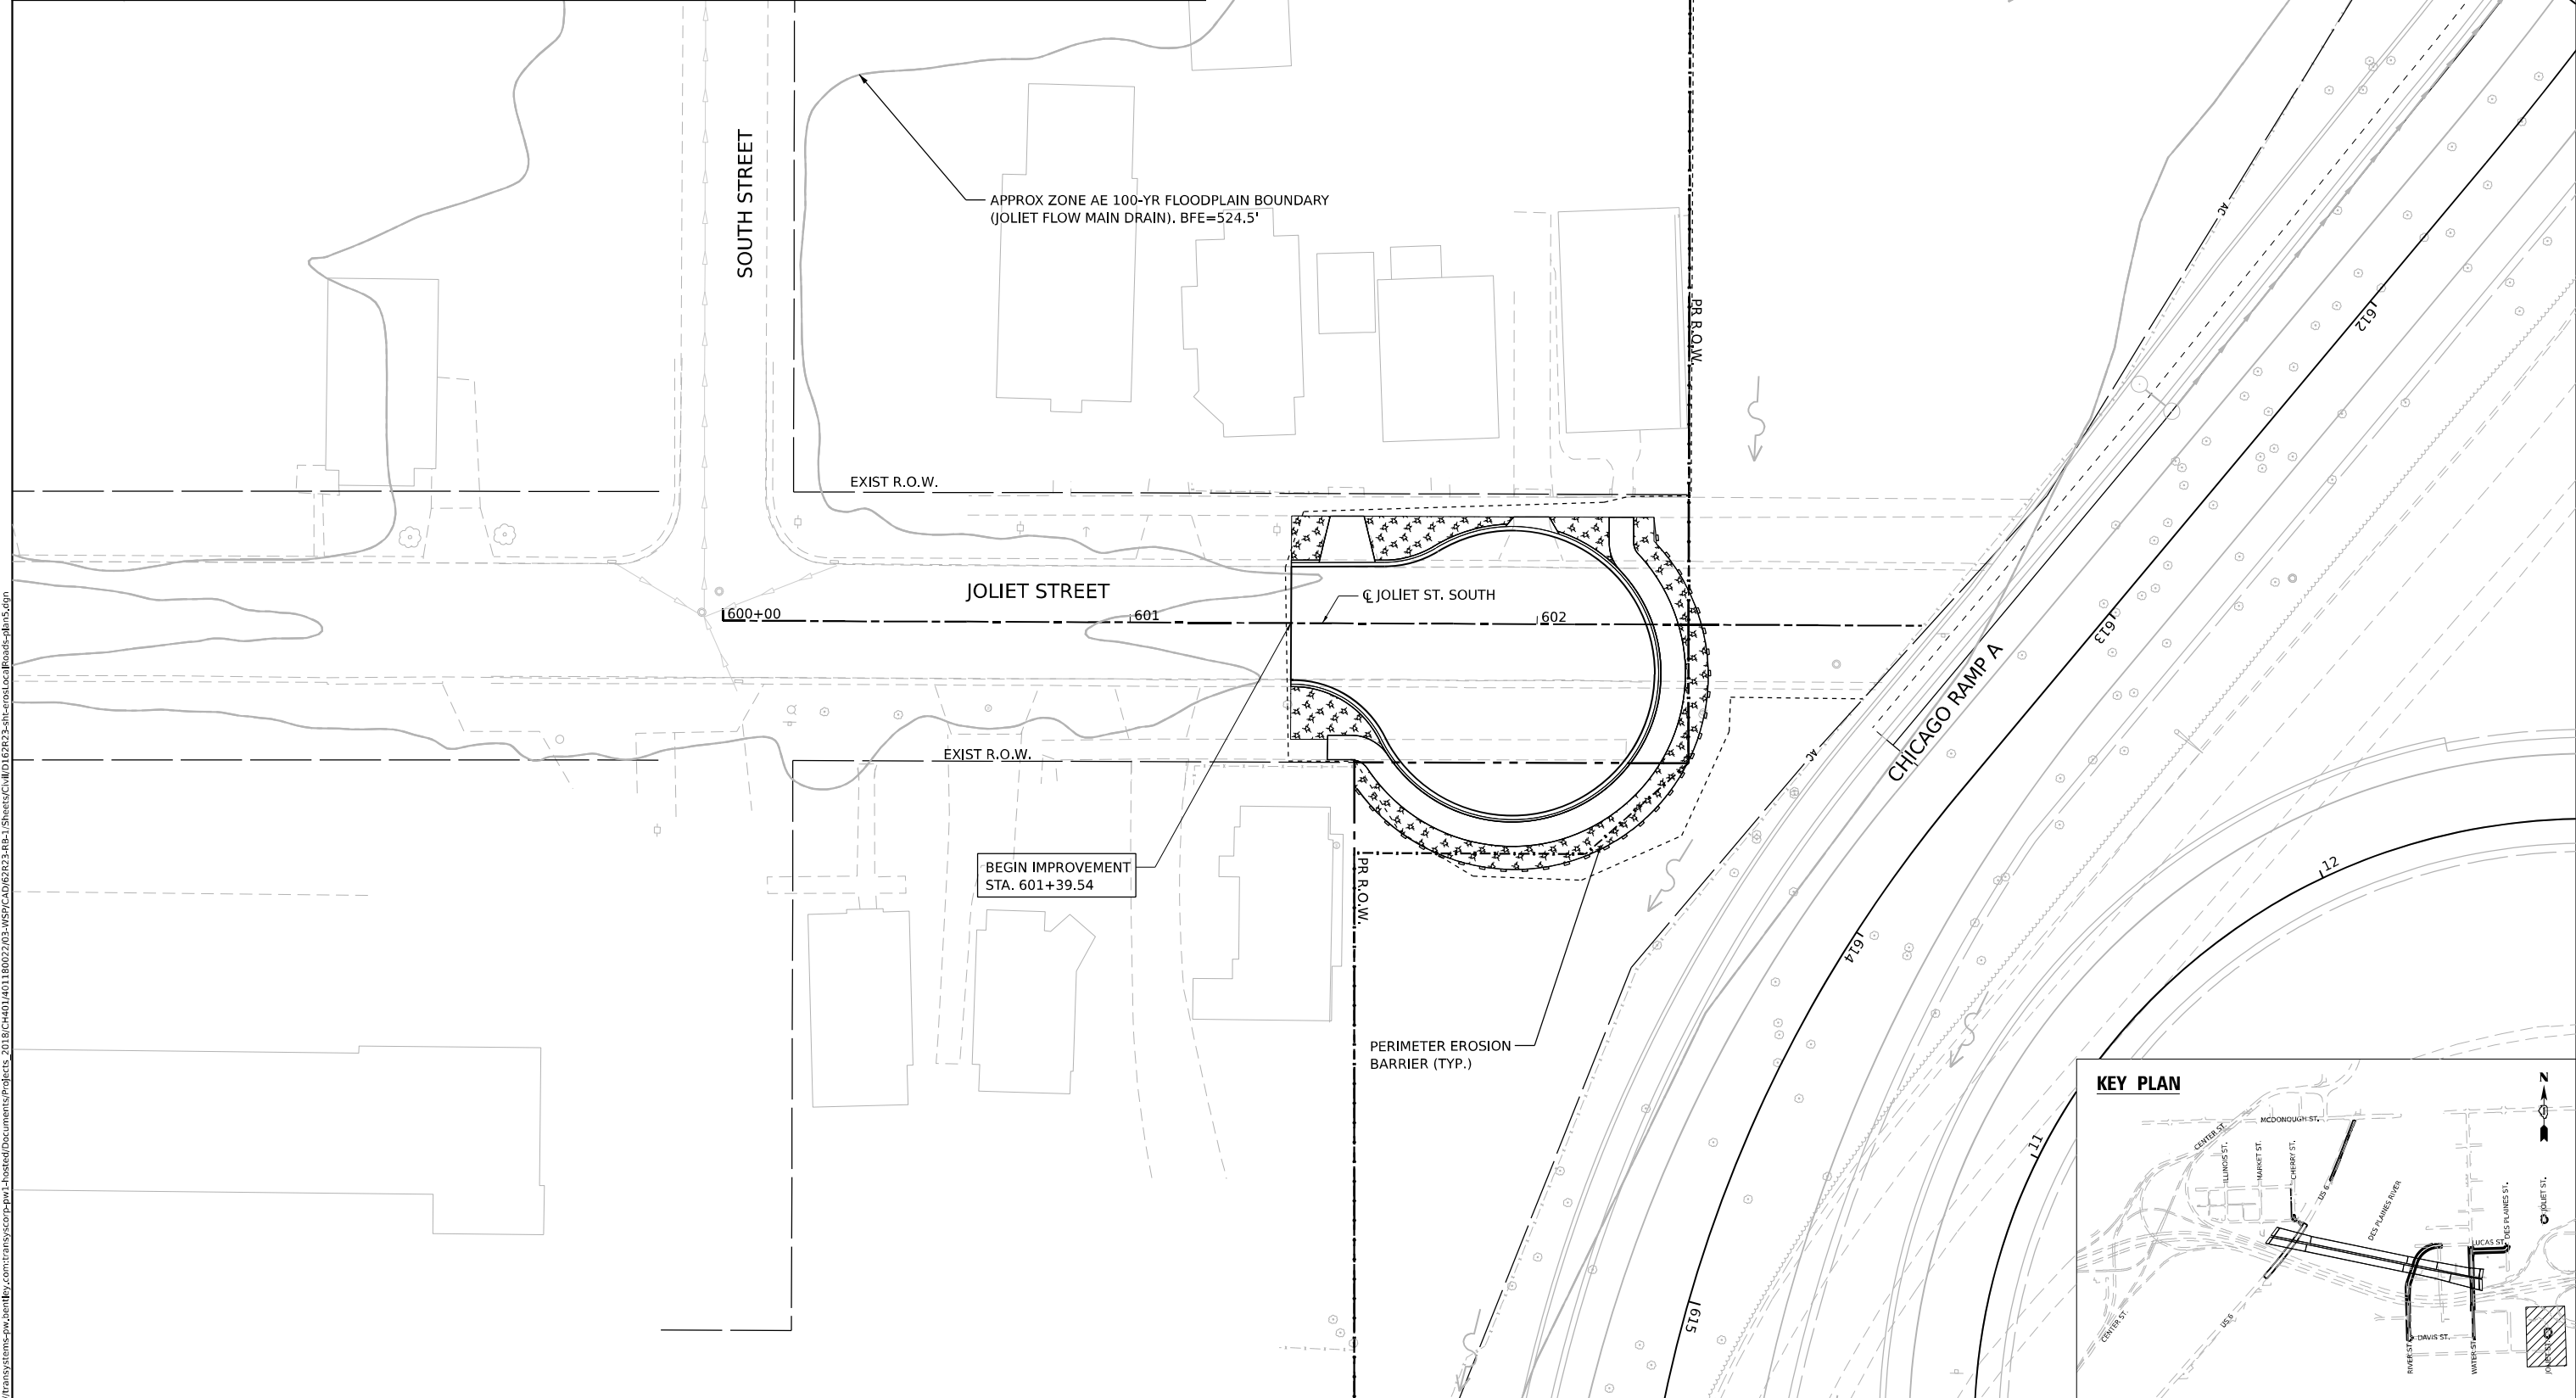 SOUTH STREET
APPROX ZONE AE 100-YR FLOODPLAIN BOUNDARY
(JOLIET FLOW MAIN DRAIN). BFE=524.5'
AC
PR R.O.W.
612
EXIST R.O.W.
JOLIET STREET
℄ JOLIET ST. SOUTH
600+00
601
602
613
CHICAGO RAMP A
AC
EXIST R.O.W.
BEGIN IMPROVEMENT
STA. 601+39.54
PR R.O.W.
614
12
PERIMETER EROSION
BARRIER (TYP.)
11
615
KEY PLAN
N
MCDONOUGH ST.
CENTER ST.
ILLINOIS ST.
MARKET ST.
CHERRY ST.
US 6
DES PLAINES RIVER
DES PLAINES ST.
JOLIET ST.
LUCAS ST.
CENTER ST.
US 6
DAVIS ST.
RIVER ST.
WATER ST.